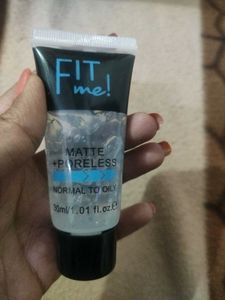 FIT
me!
MATTE
+PORELESS
NORMAL TO OILY
30ml/1.01 fl.oz.e